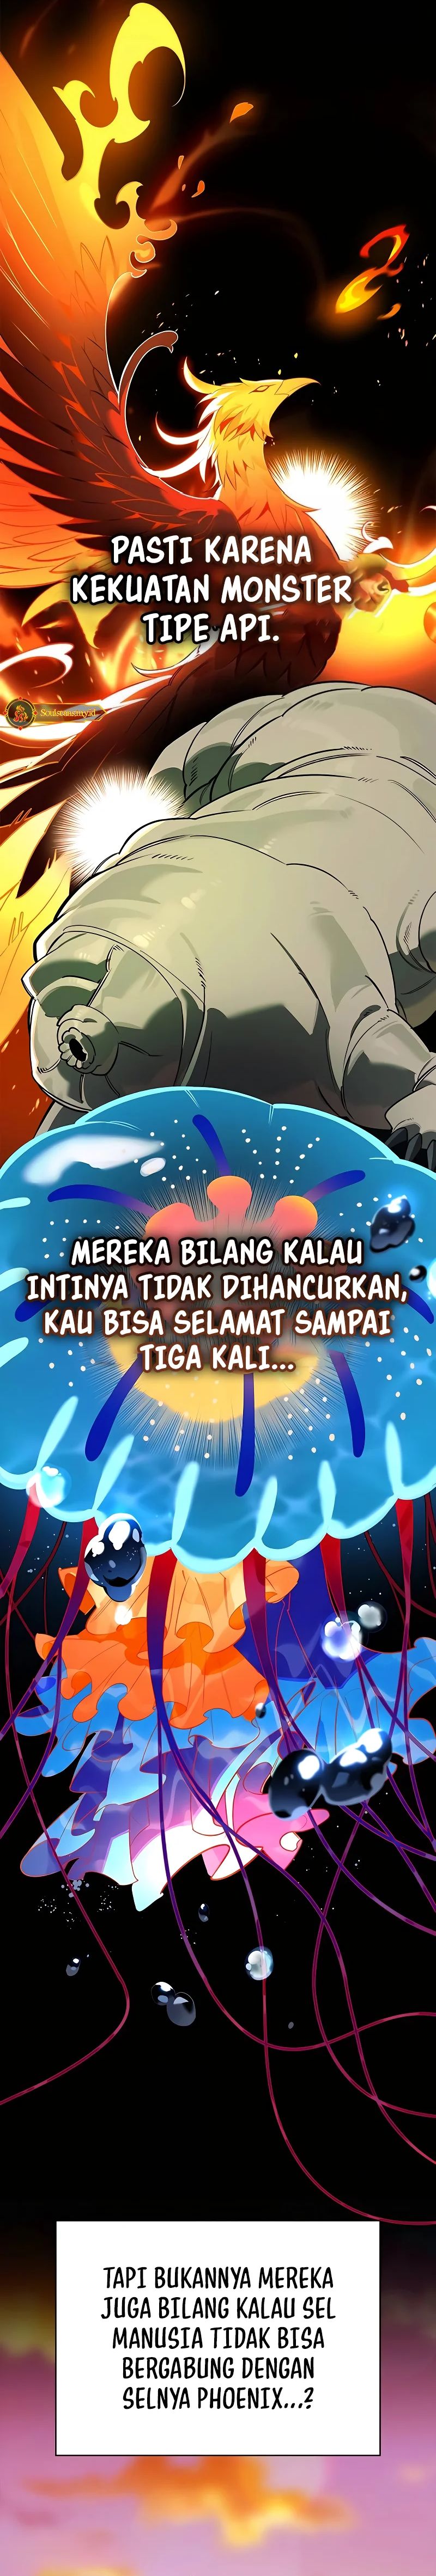 PASTI KARENA
KEKUATAN MONSTER
TIPE API.
MEREKA BILANG KALAU
INTINYA TIDAK DIHANCURKAN,
KAU BISA SELAMAT SAMPAI
TIGA KALI...
TAPI BUKANNYA MEREKA
JUGA BILANG KALAU SEL
MANUSIA TIDAK BISA
BERGABUNG DENGAN
SELNYA PHOENIX...?